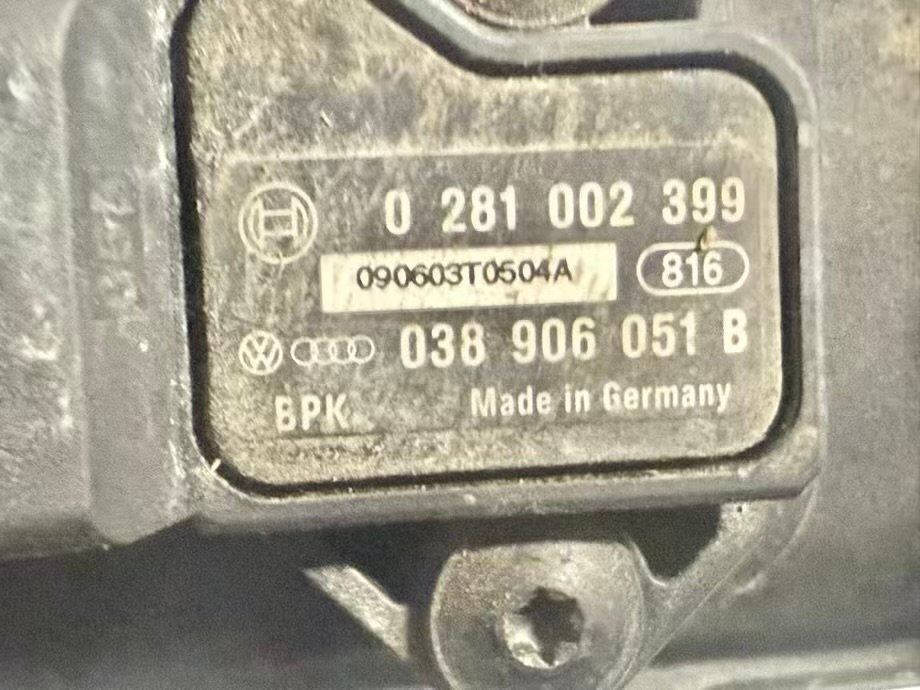 0 281 002 399
090603T0504A 816
038 906 051 B
BPK Made in Germany